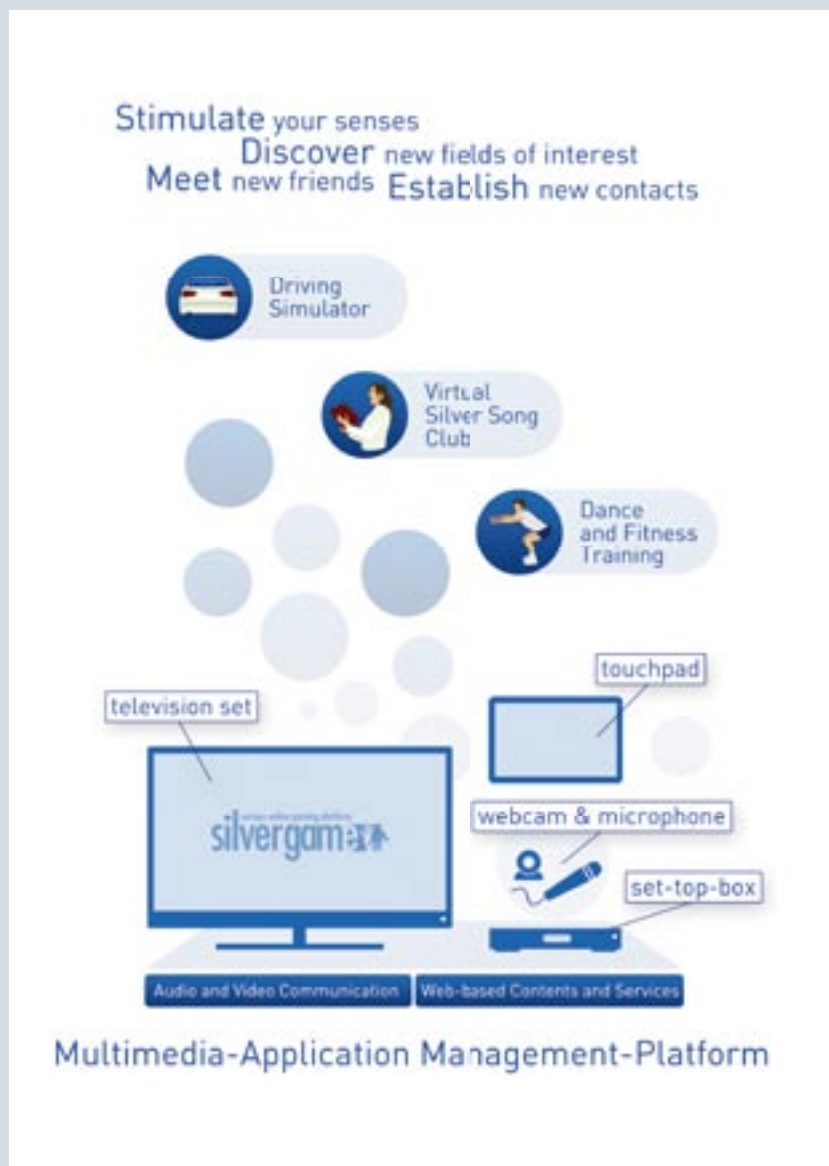 Stimulate your senses
Discover new fields of interest
Meet new friends Establish new contacts
Driving
Simulator
Virtual
Silver Song
Club
Dance
and Fitness
Training
touchpad
television set
silvergame
webcam & microphone
set-top-box
Audio and Video Communication
Web-based Contents and Services
Multimedia-Application Management-Platform